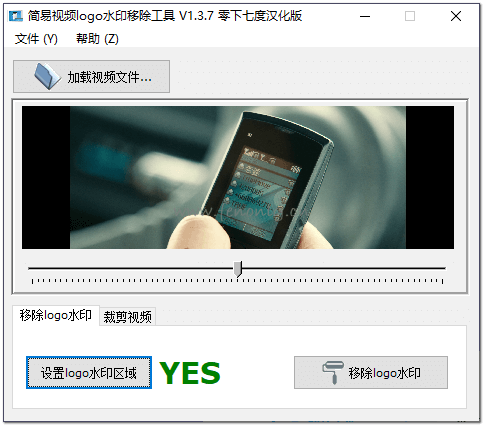 简易视频logo水印移除工具 V1.3.7 零下七度汉化版
文件 (Y) 帮助 (Z)
加载视频文件...
移除logo水印 裁剪视频
设置logo水印区域 YES 移除logo水印